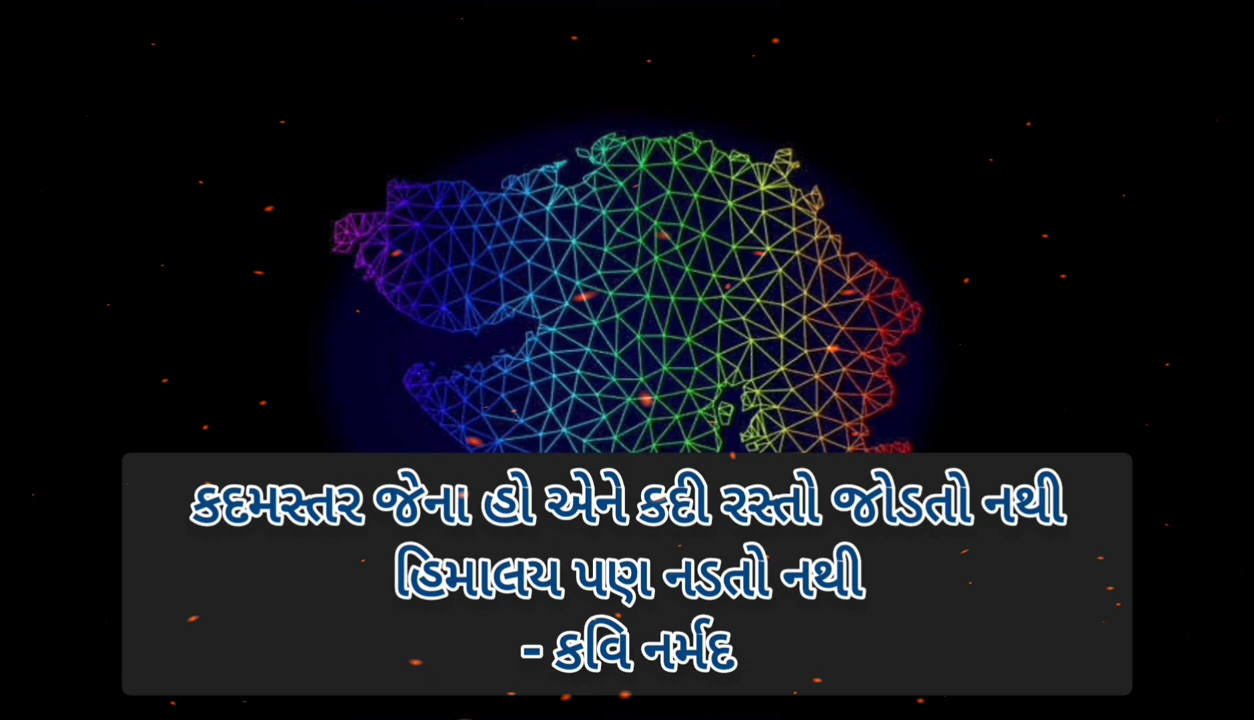 કદમસ્તર જેના હો એને કદી રસ્તો જોડતો નથી
હિમાલય પણ નડતો નથી
- કવિ નર્મદ